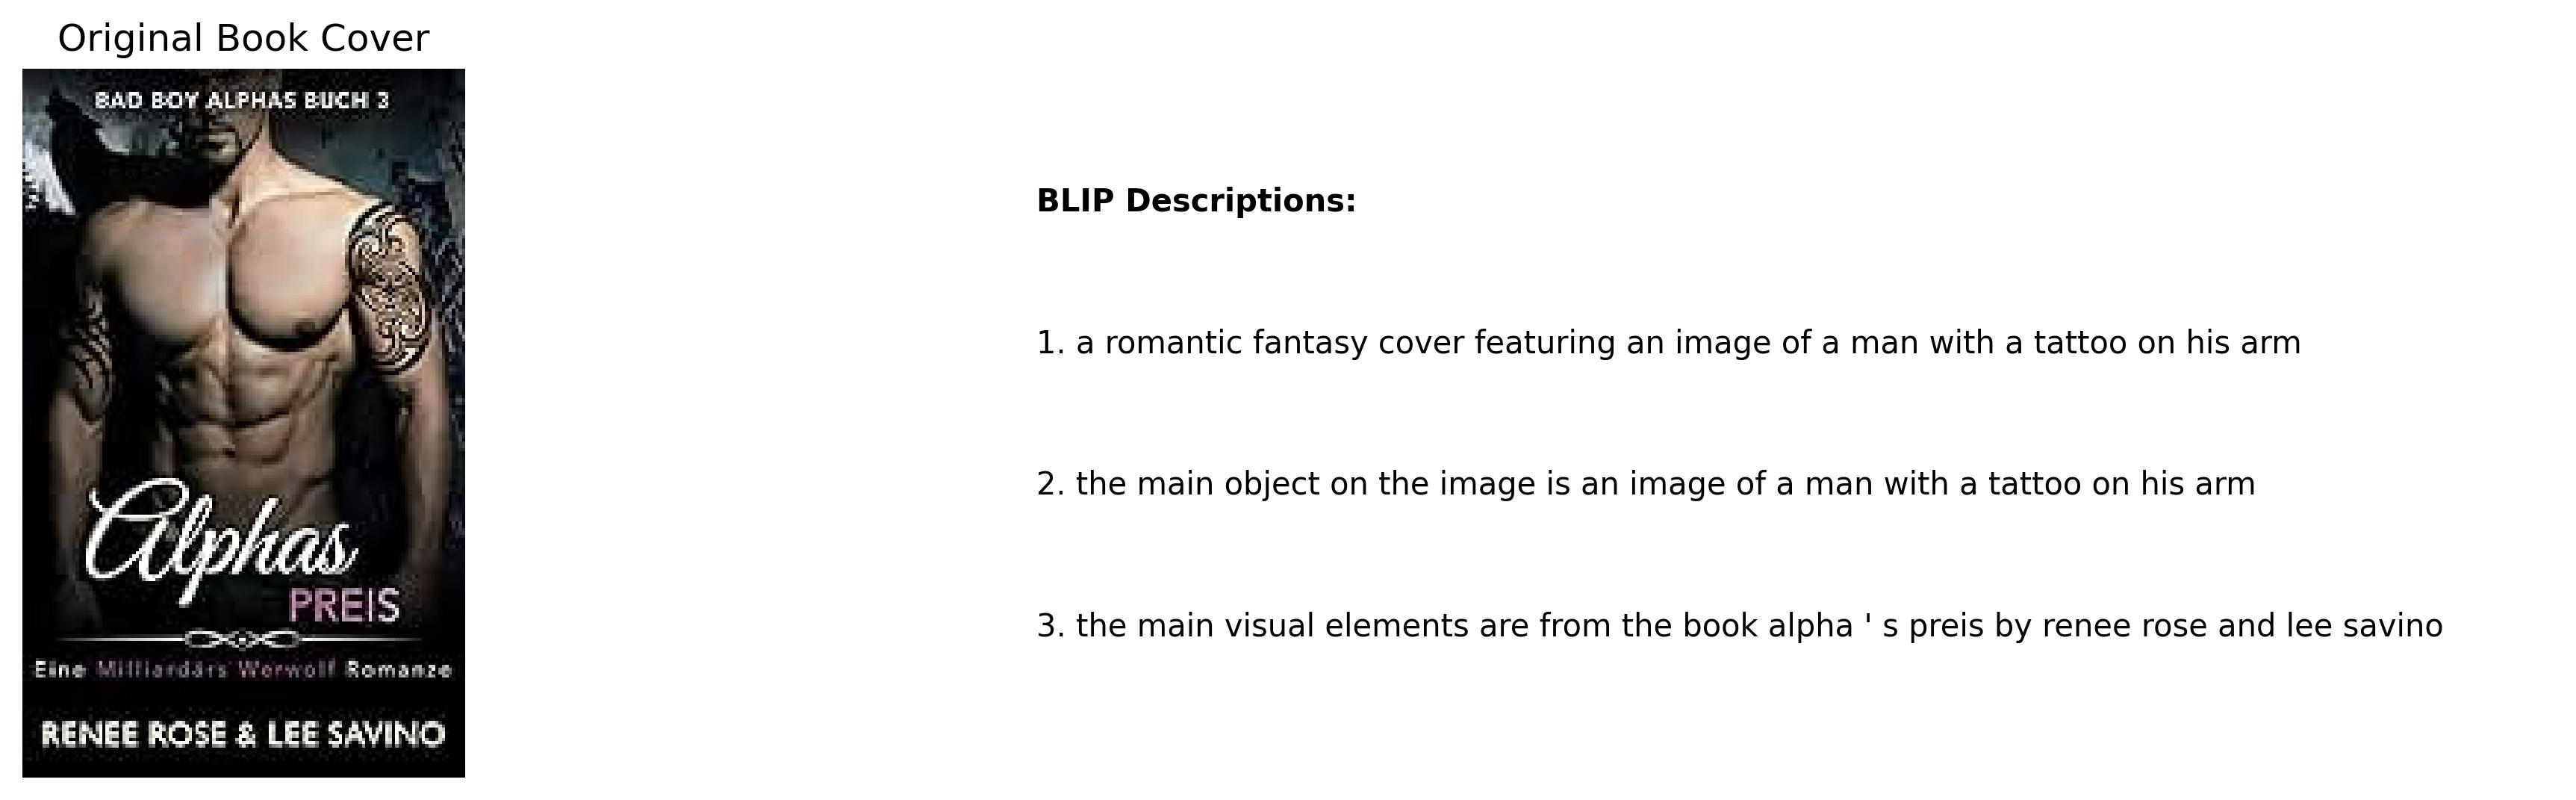 Original Book Cover
BAD BOY ALPHAS BUCH 3
Alphas
PREIS
Eine Milliardärs Werwolf Romanze
RENEE ROSE & LEE SAVINO
BLIP Descriptions:
1. a romantic fantasy cover featuring an image of a man with a tattoo on his arm
2. the main object on the image is an image of a man with a tattoo on his arm
3. the main visual elements are from the book alpha ' s preis by renee rose and lee savino